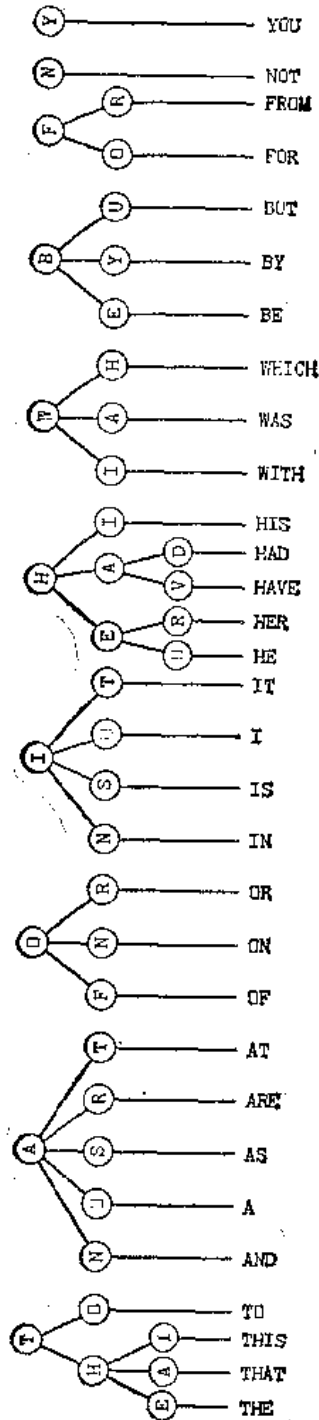 Y YOU
N NOT
R FROM
F
O FOR
U BUT
B Y BY
E BE
H WHICH
W A WAS
I WITH
I HIS
D HAD
H A
V HAVE
R HER
E
⊔ HE
T IT
⊔ I
I
S IS
N IN
R OR
O N ON
F OF
T AT
R ARE
A S AS
⊔ A
N AND
O TO
T
I THIS
H A THAT
E THE